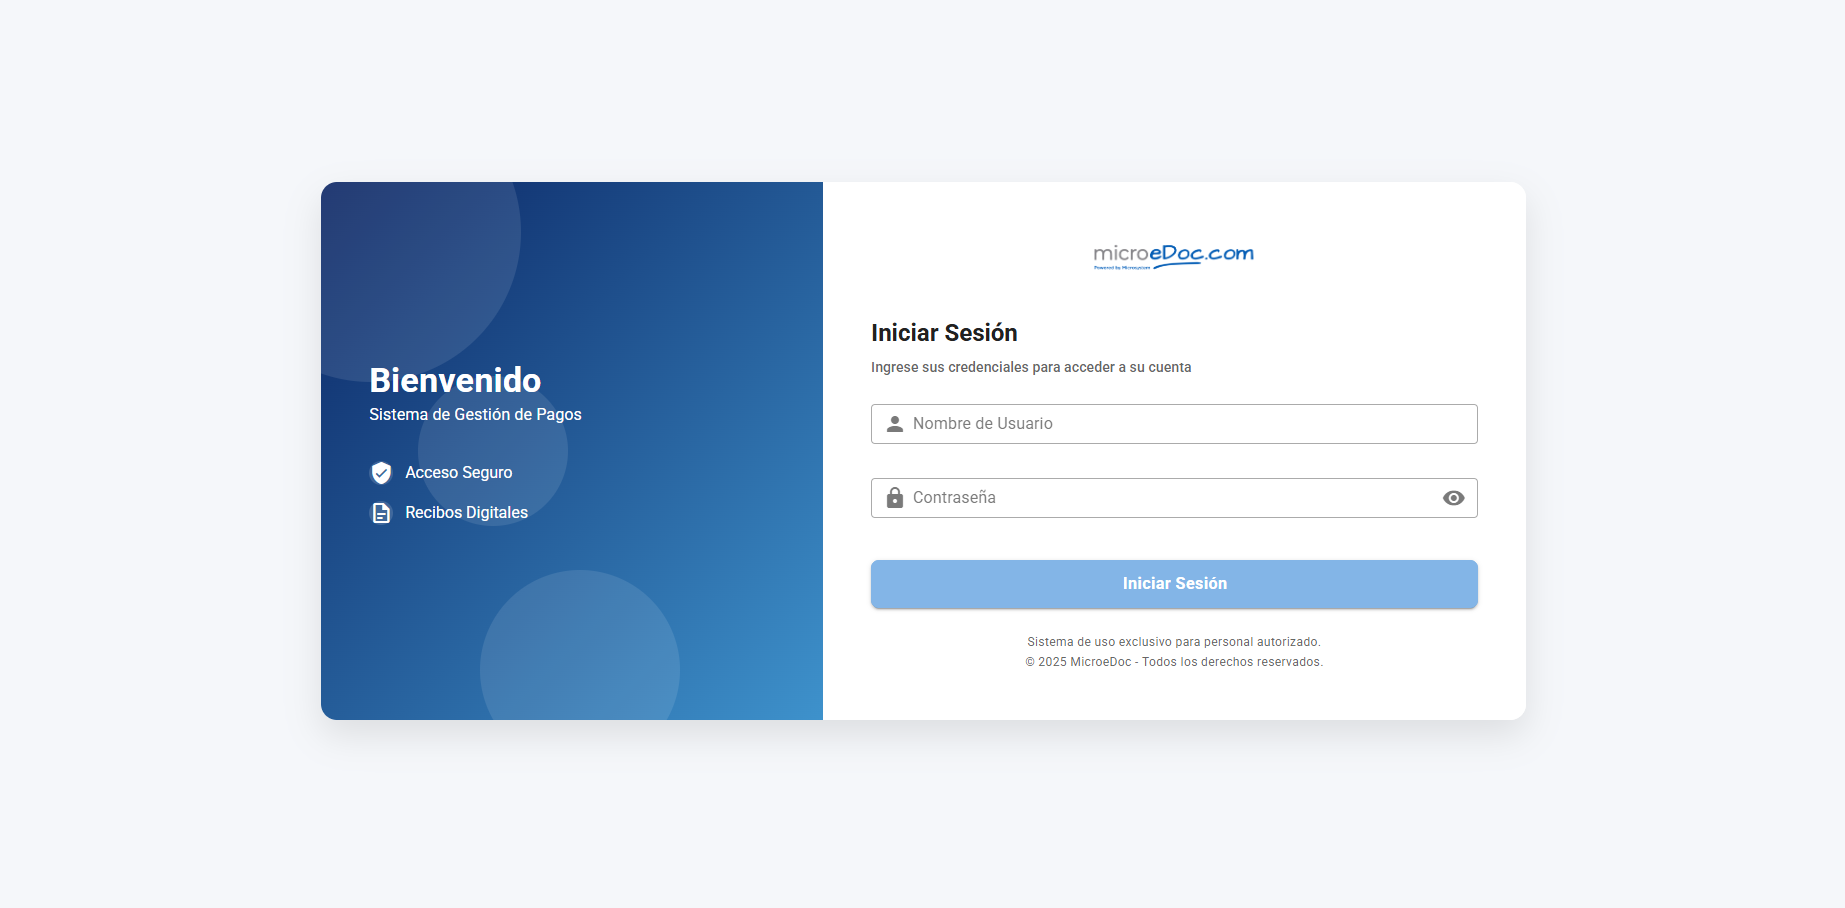 Bienvenido
Sistema de Gestión de Pagos
Acceso Seguro
Recibos Digitales
microeDoc.com
Powered by Microsystem
Iniciar Sesión
Ingrese sus credenciales para acceder a su cuenta
Nombre de Usuario
Contraseña
Iniciar Sesión
Sistema de uso exclusivo para personal autorizado.
© 2025 MicroeDoc - Todos los derechos reservados.